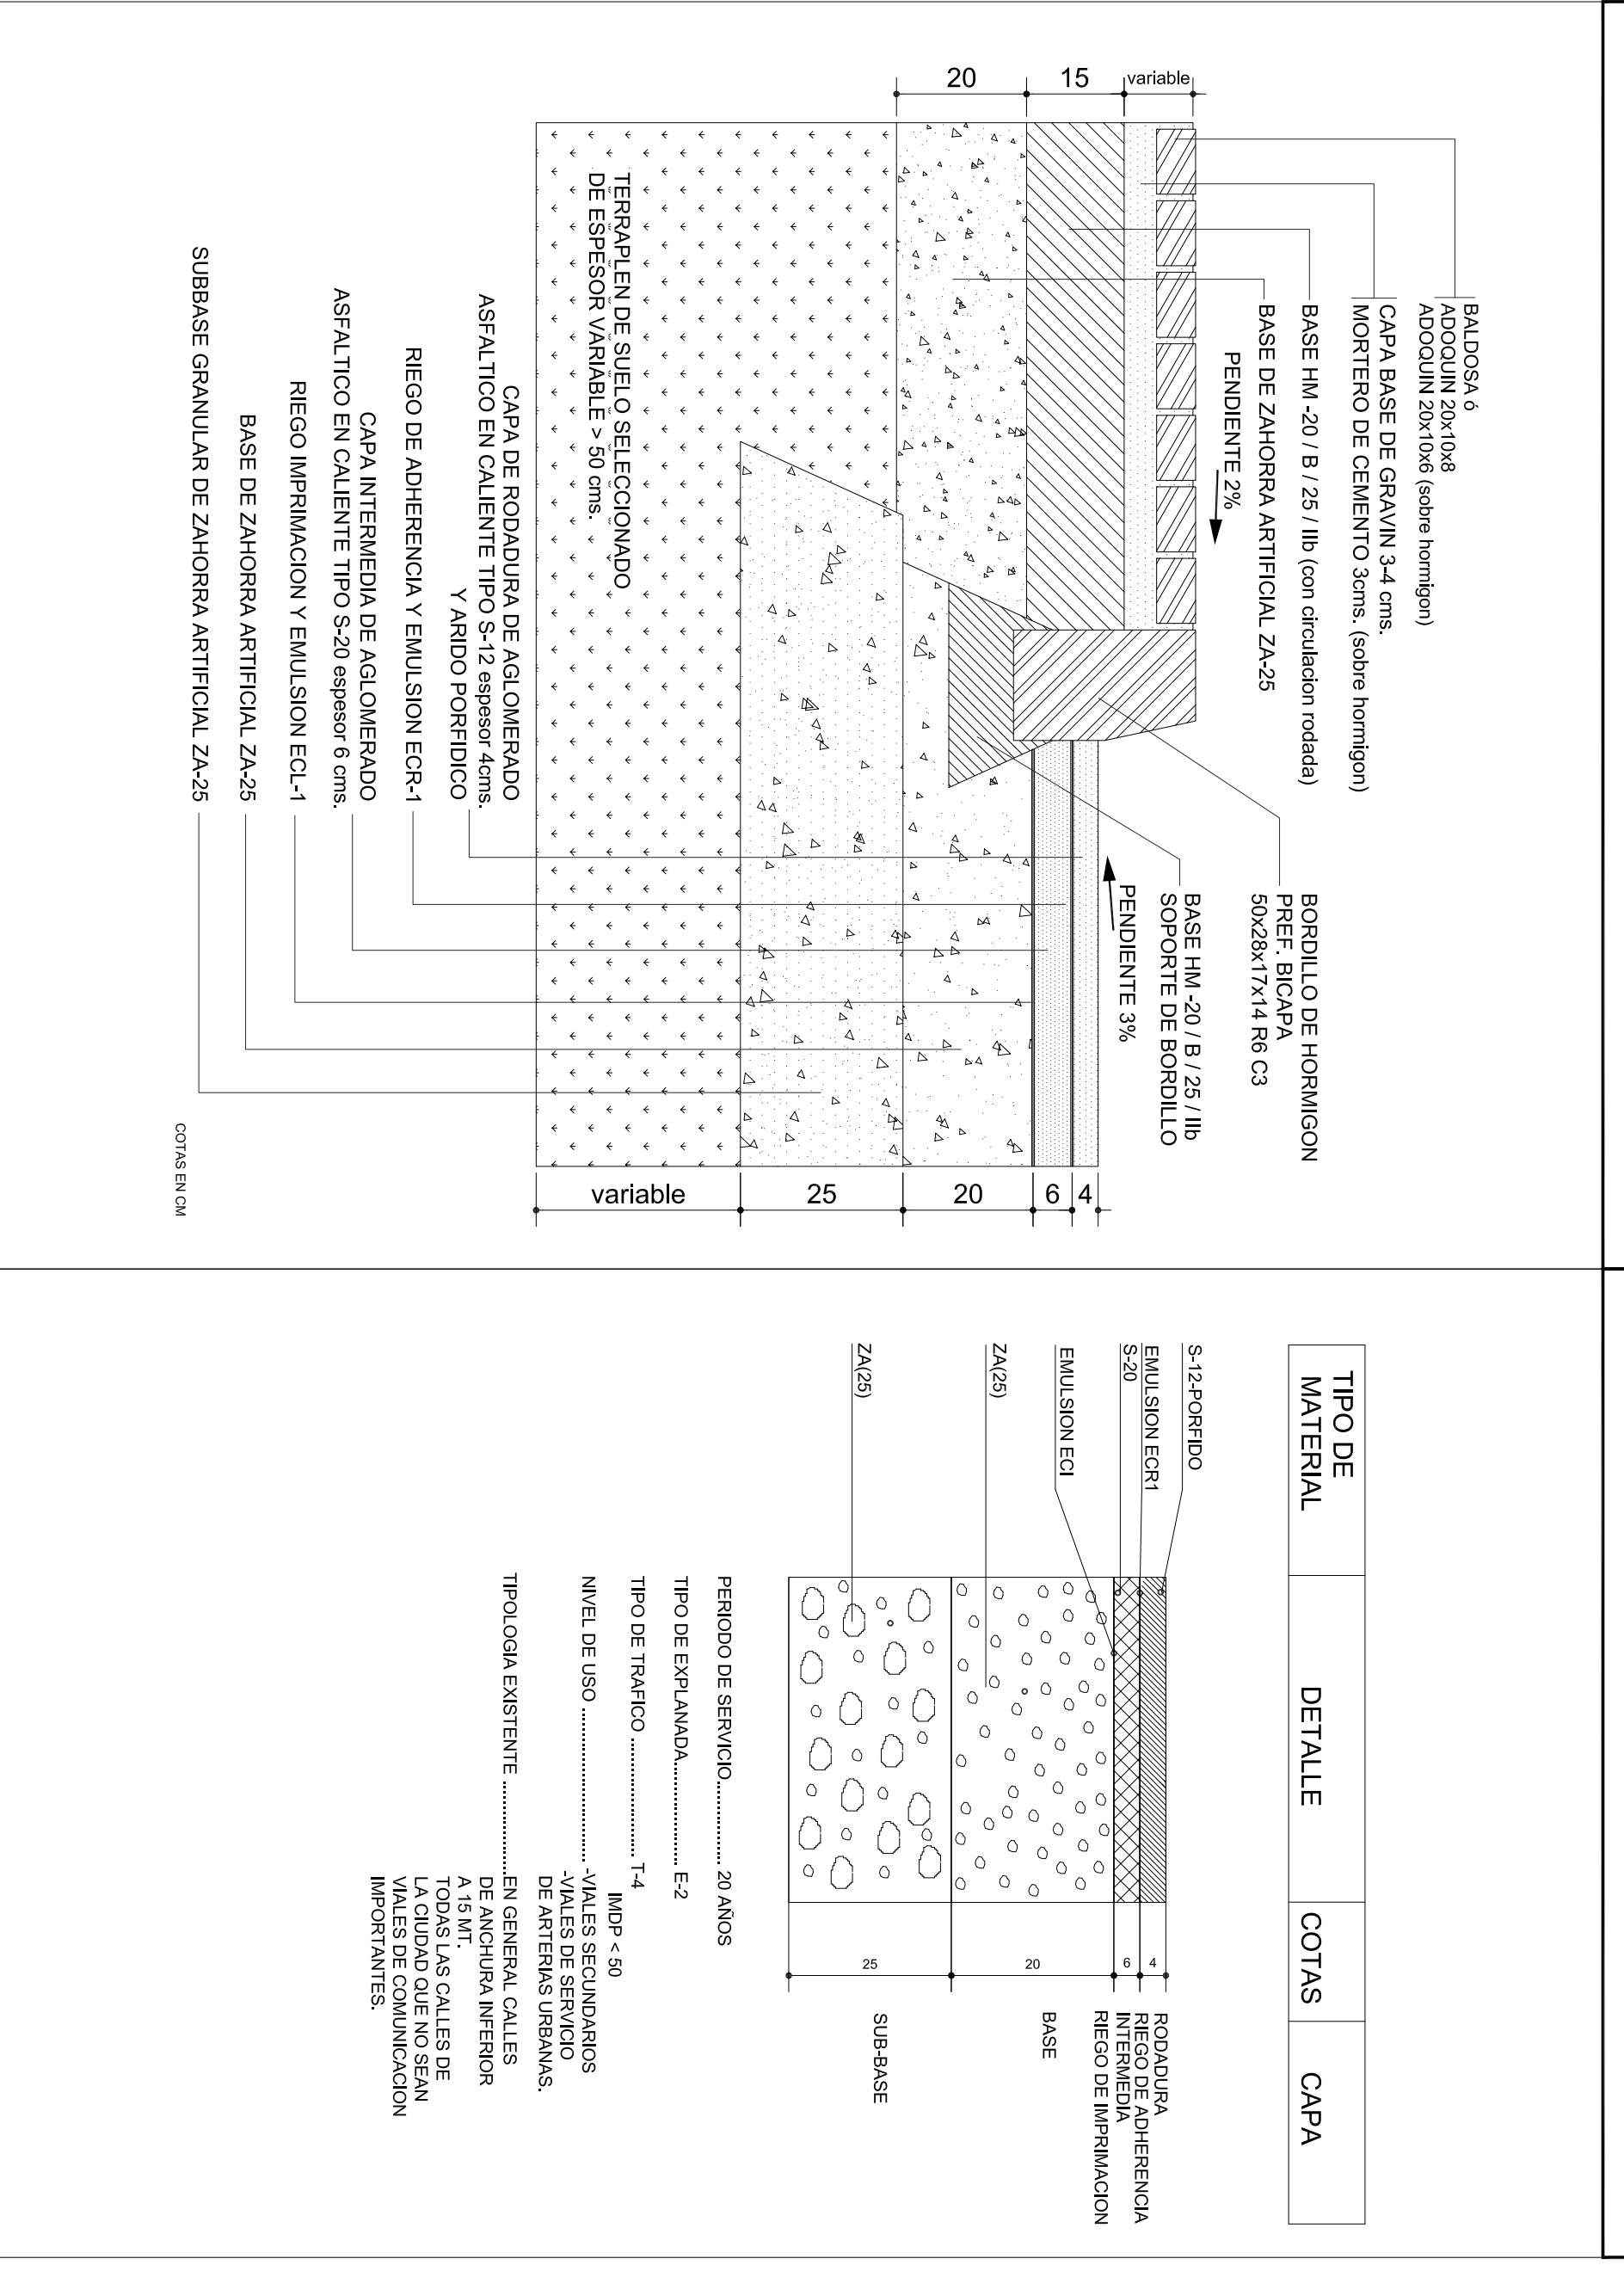 BALDOSA ó
ADOQUIN 20x10x8
ADOQUIN 20x10x6 (sobre hormigon)
CAPA BASE DE GRAVIN 3-4 cms.
MORTERO DE CEMENTO 3cms. (sobre hormigon)
BASE HM -20 / B / 25 / IIb (con circulacion rodada)
BASE DE ZAHORRA ARTIFICIAL ZA-25
PENDIENTE 2%
BORDILLO DE HORMIGON
PREF. BICAPA
50x28x17x14 R6 C3
BASE HM -20 / B / 25 / IIb
SOPORTE DE BORDILLO
PENDIENTE 3%
variable
15
20
4
6
20
25
variable
TERRAPLEN DE SUELO SELECCIONADO
DE ESPESOR VARIABLE > 50 cms.
CAPA DE RODADURA DE AGLOMERADO
ASFALTICO EN CALIENTE TIPO S-12 espesor 4cms.
Y ARIDO PORFIDICO
RIEGO DE ADHERENCIA Y EMULSION ECR-1
CAPA INTERMEDIA DE AGLOMERADO
ASFALTICO EN CALIENTE TIPO S-20 espesor 6 cms.
RIEGO IMPRIMACION Y EMULSION ECL-1
BASE DE ZAHORRA ARTIFICIAL ZA-25
SUBBASE GRANULAR DE ZAHORRA ARTIFICIAL ZA-25
COTAS EN CM
TIPO DE
MATERIAL
DETALLE
COTAS
CAPA
S-12-PORFIDO
EMULSION ECR1
S-20
EMULSION ECI
ZA(25)
ZA(25)
4
6
20
25
RODADURA
RIEGO DE ADHERENCIA
INTERMEDIA
RIEGO DE IMPRIMACION
BASE
SUB-BASE
PERIODO DE SERVICIO............... 20 AÑOS
TIPO DE EXPLANADA................... E-2
TIPO DE TRAFICO ...................... T-4
IMDP < 50
NIVEL DE USO ............................ -VIALES SECUNDARIOS
-VIALES DE SERVICIO
DE ARTERIAS URBANAS.
TIPOLOGIA EXISTENTE .................EN GENERAL CALLES
DE ANCHURA INFERIOR
A 15 MT.
TODAS LAS CALLES DE
LA CIUDAD QUE NO SEAN
VIALES DE COMUNICACION
IMPORTANTES.